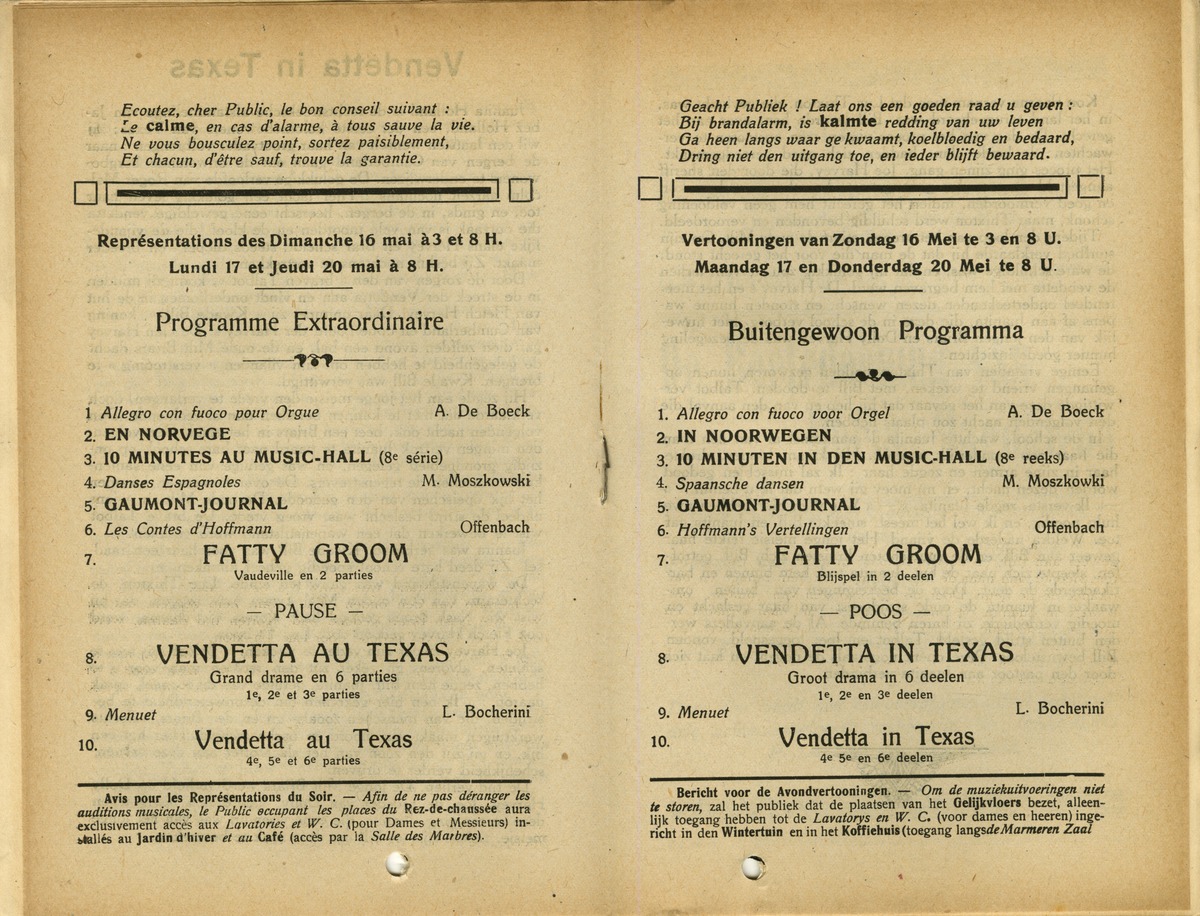 Ecoutez, cher Public, le bon conseil suivant :
Le calme, en cas d'alarme, à tous sauve la vie.
Ne vous bousculez point, sortez paisiblement,
Et chacun, d'être sauf, trouve la garantie.
Représentations des Dimanche 16 mai à 3 et 8 H.
Lundi 17 et Jeudi 20 mai à 8 H.
Programme Extraordinaire
1 Allegro con fuoco pour Orgue A. De Boeck
2. EN NORVEGE
3. 10 MINUTES AU MUSIC-HALL (8e série)
4. Danses Espagnoles M. Moszkowski
5. GAUMONT-JOURNAL
6. Les Contes d'Hoffmann Offenbach
7. FATTY GROOM
Vaudeville en 2 parties
— PAUSE —
8. VENDETTA AU TEXAS
Grand drame en 6 parties
1e, 2e et 3e parties
9. Menuet L. Bocherini
10. Vendetta au Texas
4e, 5e et 6e parties
Avis pour les Représentations du Soir. — Afin de ne pas déranger les
auditions musicales, le Public occupant les places du Rez-de-chaussée aura
exclusivement accès aux Lavatories et W. C. (pour Dames et Messieurs) in-
stallés au Jardin d'hiver et au Café (accès par la Salle des Marbres).
Geacht Publiek ! Laat ons een goeden raad u geven :
Bij brandalarm, is kalmte redding van uw leven
Ga heen langs waar ge kwaamt, koelbloedig en bedaard,
Dring niet den uitgang toe, en ieder blijft bewaard.
Vertooningen van Zondag 16 Mei te 3 en 8 U.
Maandag 17 en Donderdag 20 Mei te 8 U.
Buitengewoon Programma
1. Allegro con fuoco voor Orgel A. De Boeck
2. IN NOORWEGEN
3. 10 MINUTEN IN DEN MUSIC-HALL (8e reeks)
4. Spaansche dansen M. Moszkowki
5. GAUMONT-JOURNAL
6. Hoffmann's Vertellingen Offenbach
7. FATTY GROOM
Blijspel in 2 deelen
— POOS —
8. VENDETTA IN TEXAS
Groot drama in 6 deelen
1e, 2e en 3e deelen
9. Menuet L. Bocherini
10. Vendetta in Texas
4e 5e en 6e deelen
Bericht voor de Avondvertooningen. — Om de muziekuitvoeringen niet
te storen, zal het publiek dat de plaatsen van het Gelijkvloers bezet, alleen-
lijk toegang hebben tot de Lavatorys en W. C. (voor dames en heeren) inge-
richt in den Wintertuin en in het Koffiehuis (toegang langs de Marmeren Zaal